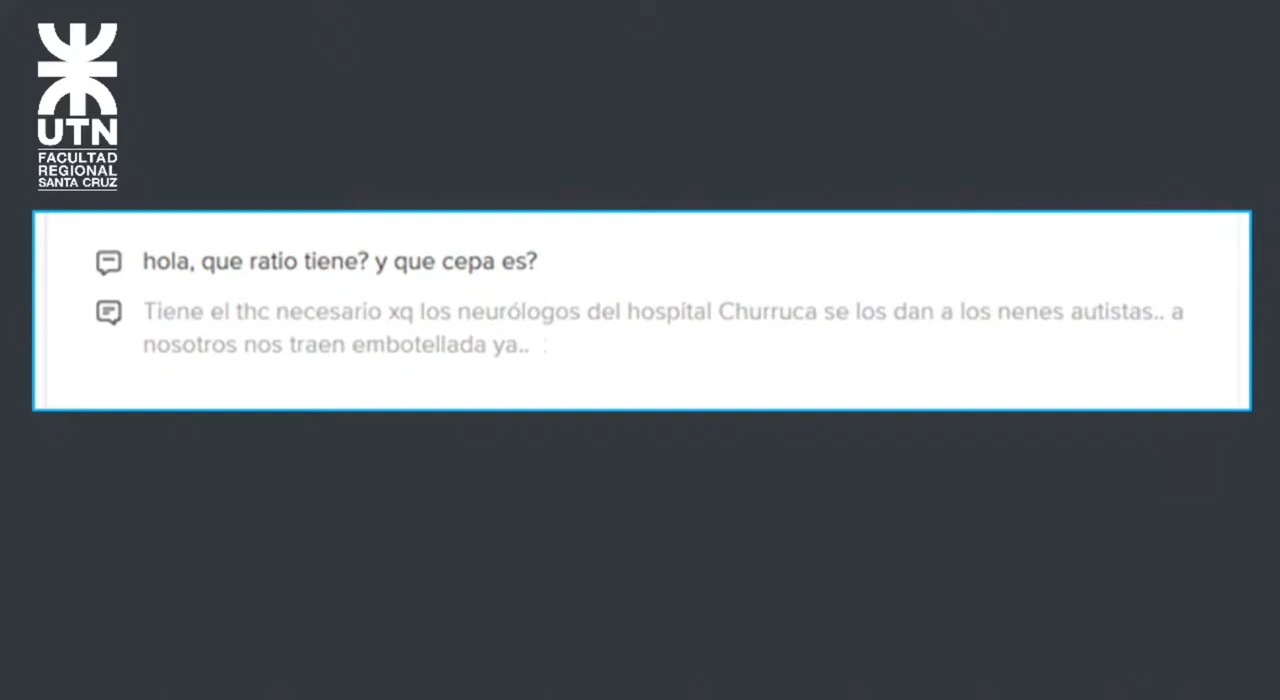 UTN
FACULTAD
REGIONAL
SANTA CRUZ
hola, que ratio tiene? y que cepa es?
Tiene el thc necesario xq los neurólogos del hospital Churruca se los dan a los nenes autistas.. a
nosotros nos traen embotellada ya..